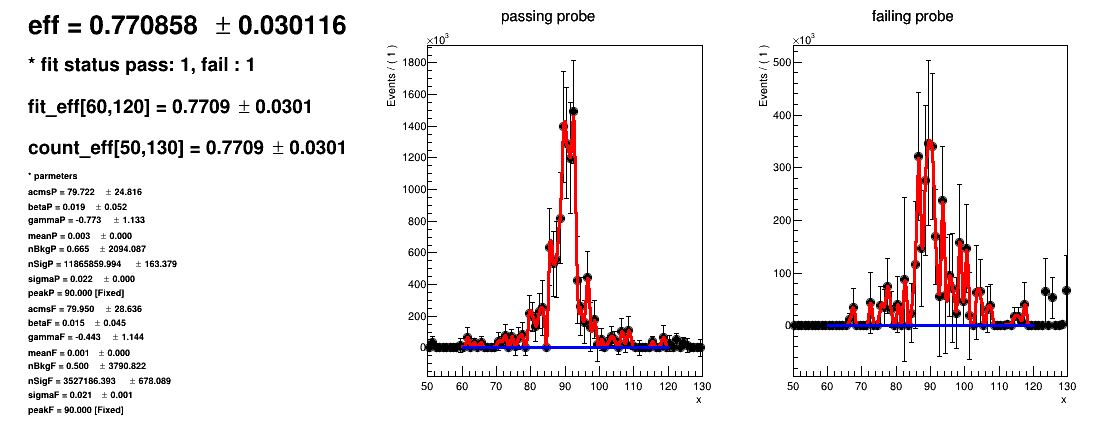 eff = 0.770858 ± 0.030116
* fit status pass: 1, fail : 1
fit_eff[60,120] = 0.7709 ± 0.0301
count_eff[50,130] = 0.7709 ± 0.0301
* parmeters
acmsP = 79.722 ± 24.816
betaP = 0.019 ± 0.052
gammaP = -0.773 ± 1.133
meanP = 0.003 ± 0.000
nBkgP = 0.665 ± 2094.087
nSigP = 11865859.994 ± 163.379
sigmaP = 0.022 ± 0.000
peakP = 90.000 [Fixed]
acmsF = 79.950 ± 28.636
betaF = 0.015 ± 0.045
gammaF = -0.443 ± 1.144
meanF = 0.001 ± 0.000
nBkgF = 0.500 ± 3790.822
nSigF = 3527186.393 ± 678.089
sigmaF = 0.021 ± 0.001
peakF = 90.000 [Fixed]
passing probe
×10³
Events / ( 1 )
1800
1600
1400
1200
1000
800
600
400
200
0
50 60 70 80 90 100 110 120 130
x
failing probe
×10³
Events / ( 1 )
500
400
300
200
100
0
50 60 70 80 90 100 110 120 130
x